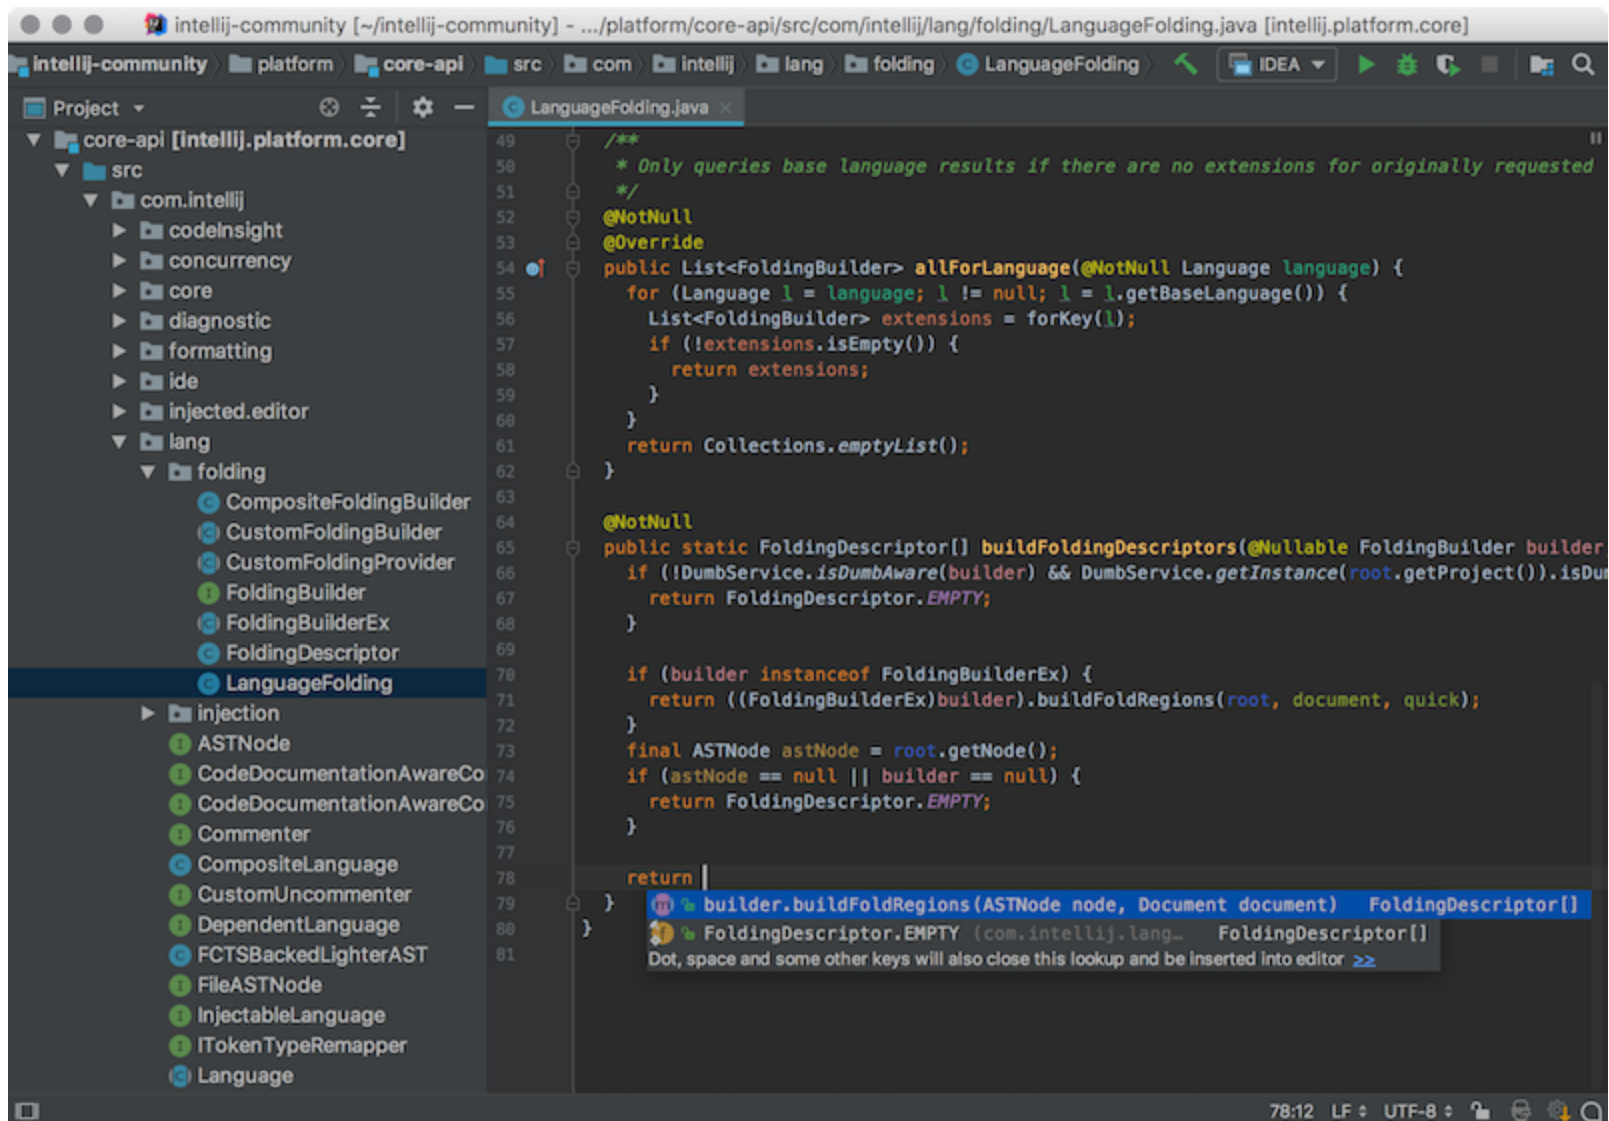 intellij-community [~/intellij-community] - .../platform/core-api/src/com/intellij/lang/folding/LanguageFolding.java [intellij.platform.core]
intellij-community platform core-api src com intellij lang folding LanguageFolding IDEA
Project
LanguageFolding.java
core-api [intellij.platform.core]
src
com.intellij
codeInsight
concurrency
core
diagnostic
formatting
ide
injected.editor
lang
folding
CompositeFoldingBuilder
CustomFoldingBuilder
CustomFoldingProvider
FoldingBuilder
FoldingBuilderEx
FoldingDescriptor
LanguageFolding
injection
ASTNode
CodeDocumentationAwareCo
CodeDocumentationAwareCo
Commenter
CompositeLanguage
CustomUncommenter
DependentLanguage
FCTSBackedLighterAST
FileASTNode
InjectableLanguage
ITokenTypeRemapper
Language
49 /**
50 * Only queries base language results if there are no extensions for originally requested
51 */
52 @NotNull
53 @Override
54 public List<FoldingBuilder> allForLanguage(@NotNull Language language) {
55 for (Language l = language; l != null; l = l.getBaseLanguage()) {
56 List<FoldingBuilder> extensions = forKey(l);
57 if (!extensions.isEmpty()) {
58 return extensions;
59 }
60 }
61 return Collections.emptyList();
62 }
63
64 @NotNull
65 public static FoldingDescriptor[] buildFoldingDescriptors(@Nullable FoldingBuilder builder,
66 if (!DumbService.isDumbAware(builder) && DumbService.getInstance(root.getProject()).isDum
67 return FoldingDescriptor.EMPTY;
68 }
69
70 if (builder instanceof FoldingBuilderEx) {
71 return ((FoldingBuilderEx)builder).buildFoldRegions(root, document, quick);
72 }
73 final ASTNode astNode = root.getNode();
74 if (astNode == null || builder == null) {
75 return FoldingDescriptor.EMPTY;
76 }
77
78 return
79 }
80 }
81
builder.buildFoldRegions(ASTNode node, Document document) FoldingDescriptor[]
FoldingDescriptor.EMPTY (com.intellij.lang… FoldingDescriptor[]
Dot, space and some other keys will also close this lookup and be inserted into editor >>
78:12 LF UTF-8